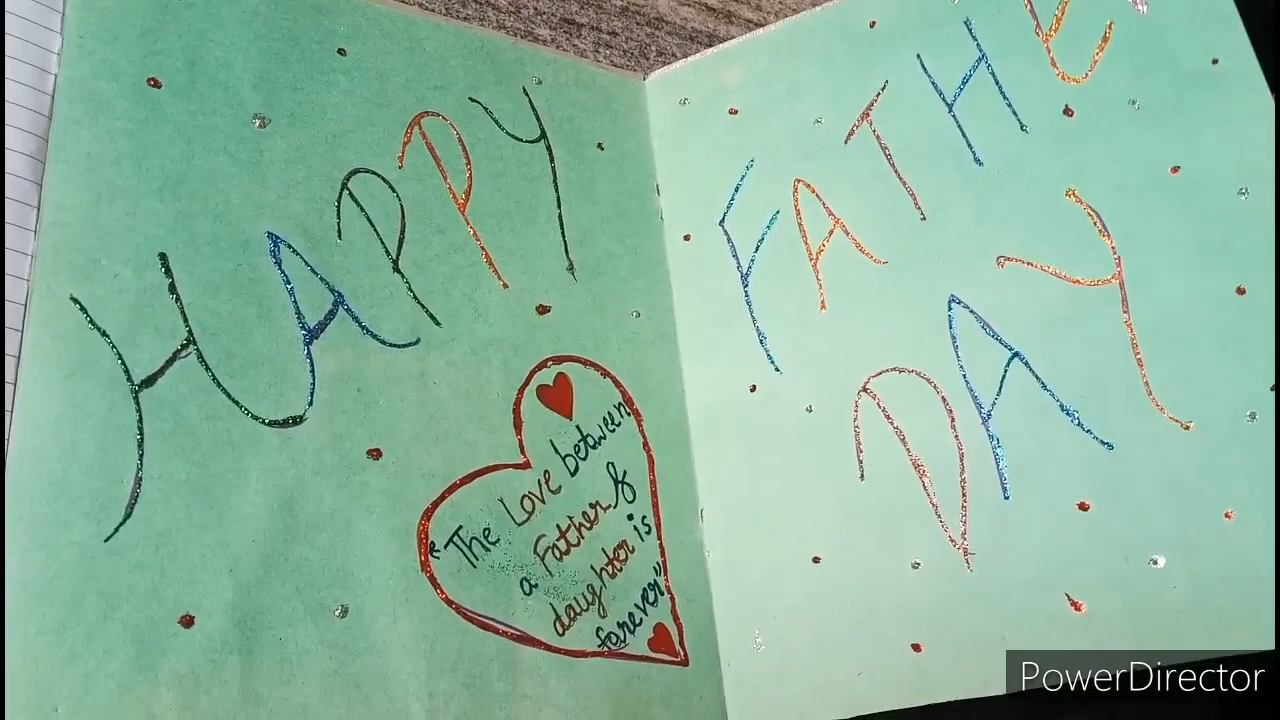 HAPPY
FATHE
DAY
"The Love between
a Father &
daughter is
forever"
PowerDirector